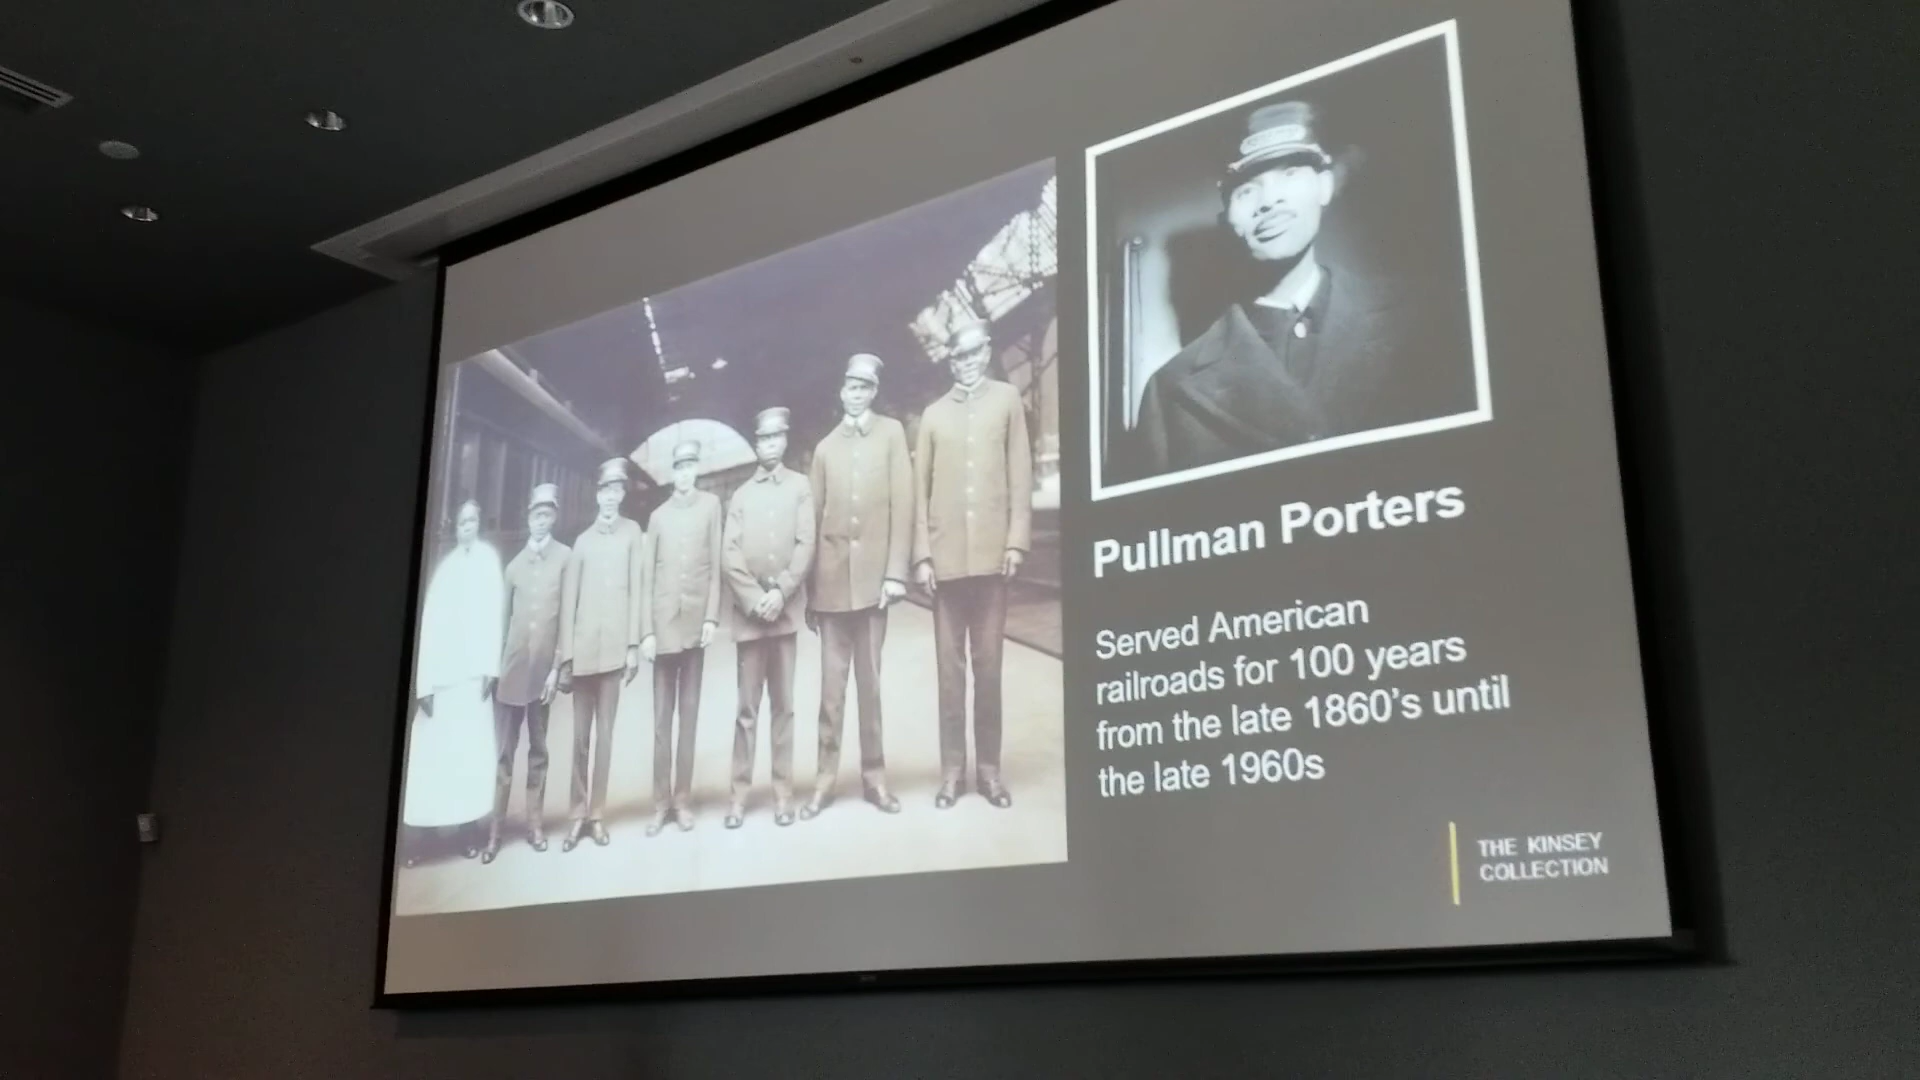 Pullman Porters
Served American
railroads for 100 years
from the late 1860's until
the late 1960s
THE KINSEY
COLLECTION